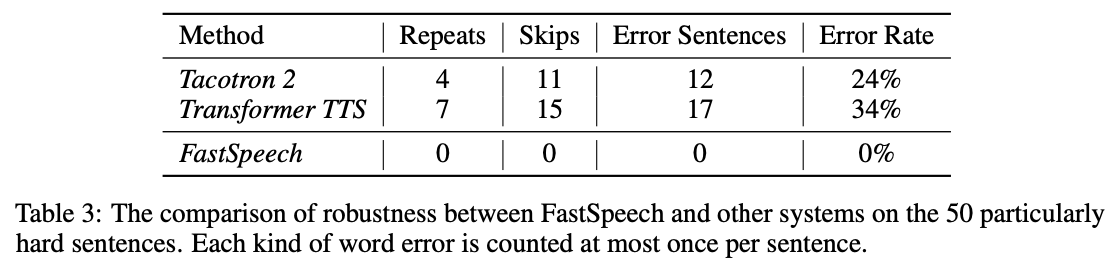 Method Repeats Skips Error Sentences Error Rate
Tacotron 2 4 11 12 24%
Transformer TTS 7 15 17 34%
FastSpeech 0 0 0 0%
Table 3: The comparison of robustness between FastSpeech and other systems on the 50 particularly
hard sentences. Each kind of word error is counted at most once per sentence.